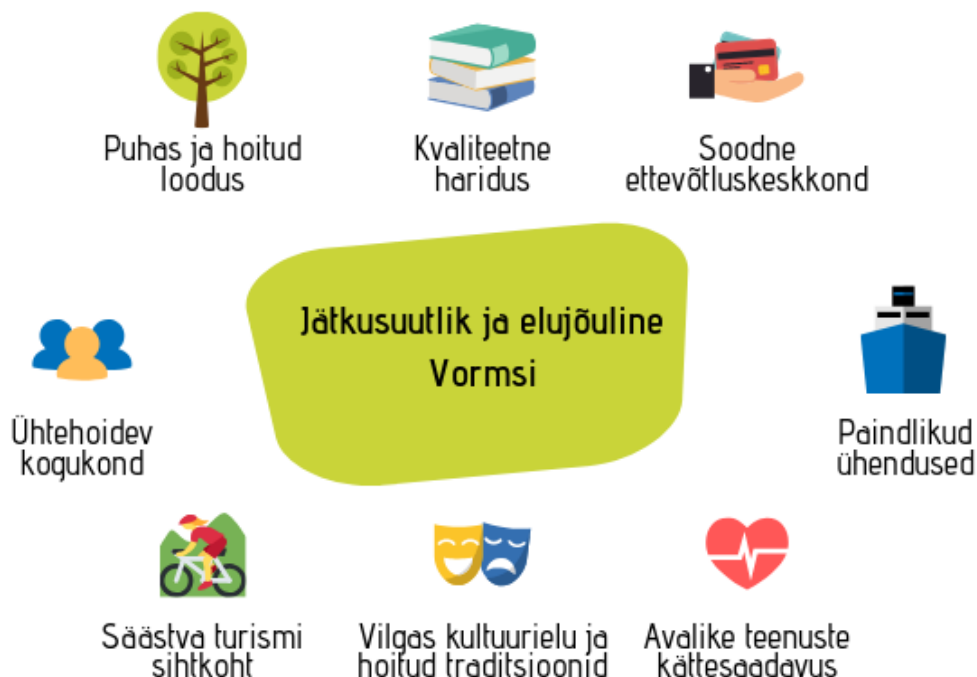 Puhas ja hoitud
loodus
Kvaliteetne
haridus
Soodne
ettevõtluskeskkond
Jätkusuutlik ja elujõuline
Vormsi
Ühtehoidev
kogukond
Paindlikud
ühendused
Säästva turismi
sihtkoht
Vilgas kultuurielu ja
hoitud traditsioonid
Avalike teenuste
kättesaadavus